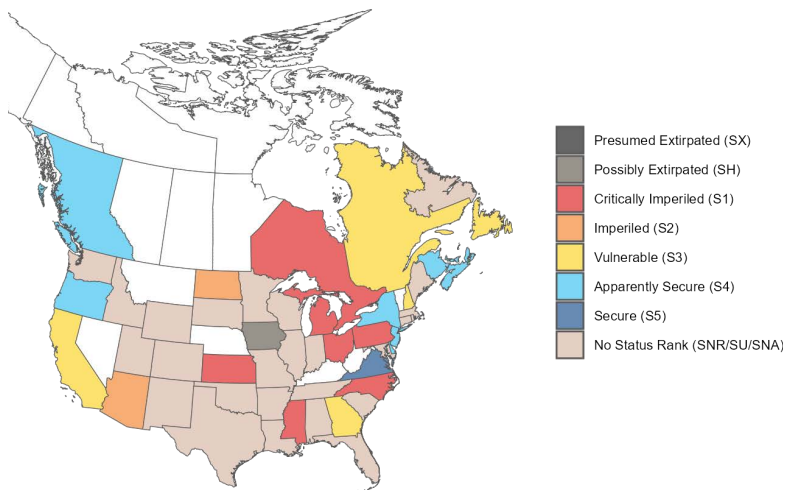 Presumed Extirpated (SX)
Possibly Extirpated (SH)
Critically Imperiled (S1)
Imperiled (S2)
Vulnerable (S3)
Apparently Secure (S4)
Secure (S5)
No Status Rank (SNR/SU/SNA)